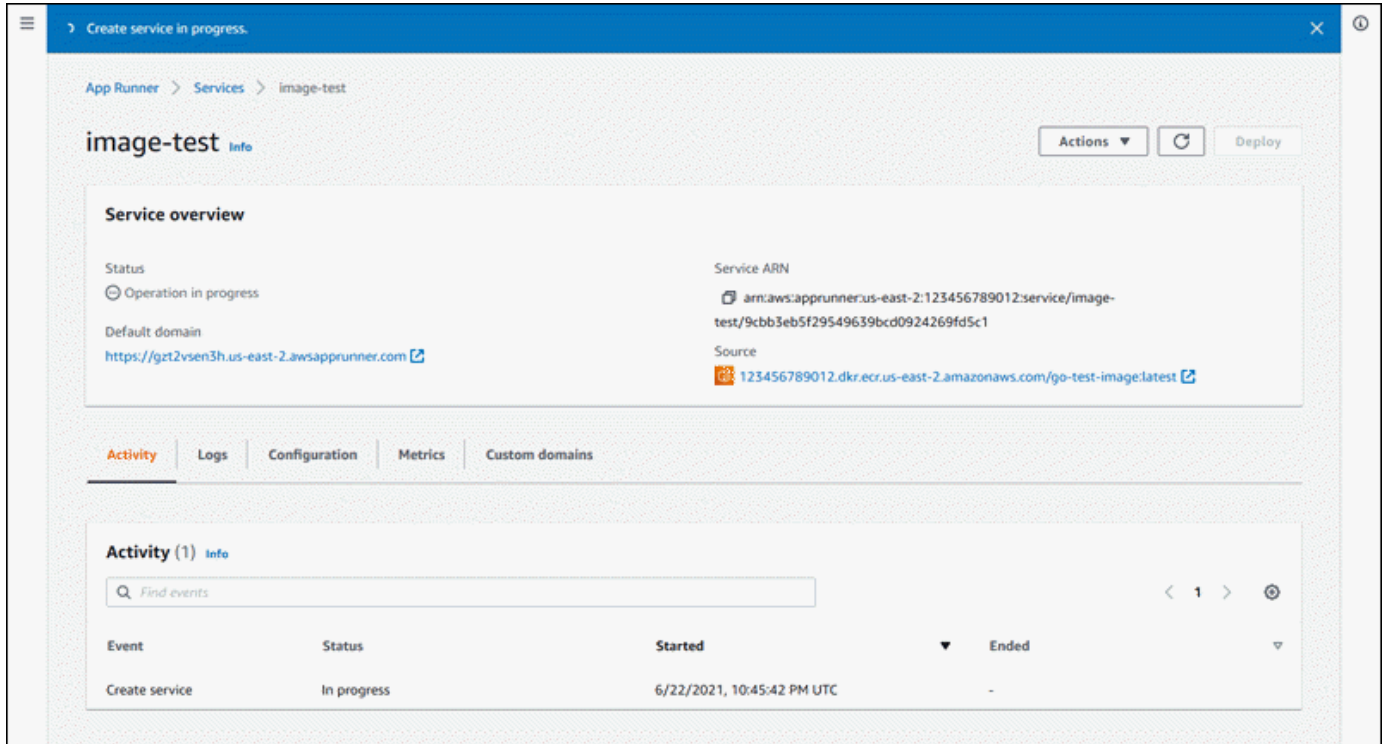 Create service in progress.
App Runner > Services > image-test
image-test Info
Actions ▼ Deploy
Service overview
Status
Operation in progress
Default domain
https://gzt2vsen3h.us-east-2.awsapprunner.com
Service ARN
arn:aws:apprunner:us-east-2:123456789012:service/image-
test/9cbb3eb5f29549639bcd0924269fd5c1
Source
123456789012.dkr.ecr.us-east-2.amazonaws.com/go-test-image:latest
Activity Logs Configuration Metrics Custom domains
Activity (1) Info
Find events
< 1 >
Event Status Started ▼ Ended
Create service In progress 6/22/2021, 10:45:42 PM UTC -